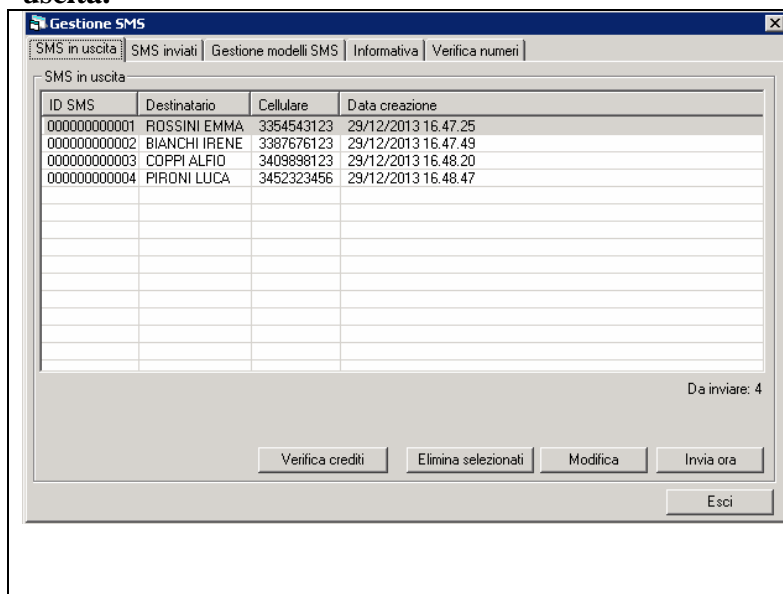 uscita.
Gestione SMS
SMS in uscita SMS inviati Gestione modelli SMS Informativa Verifica numeri
SMS in uscita
ID SMS Destinatario Cellulare Data creazione
000000000001 ROSSINI EMMA 3354543123 29/12/2013 16.47.25
000000000002 BIANCHI IRENE 3387676123 29/12/2013 16.47.49
000000000003 COPPI ALFIO 3409898123 29/12/2013 16.48.20
000000000004 PIRONI LUCA 3452323456 29/12/2013 16.48.47
Da inviare: 4
Verifica crediti Elimina selezionati Modifica Invia ora
Esci